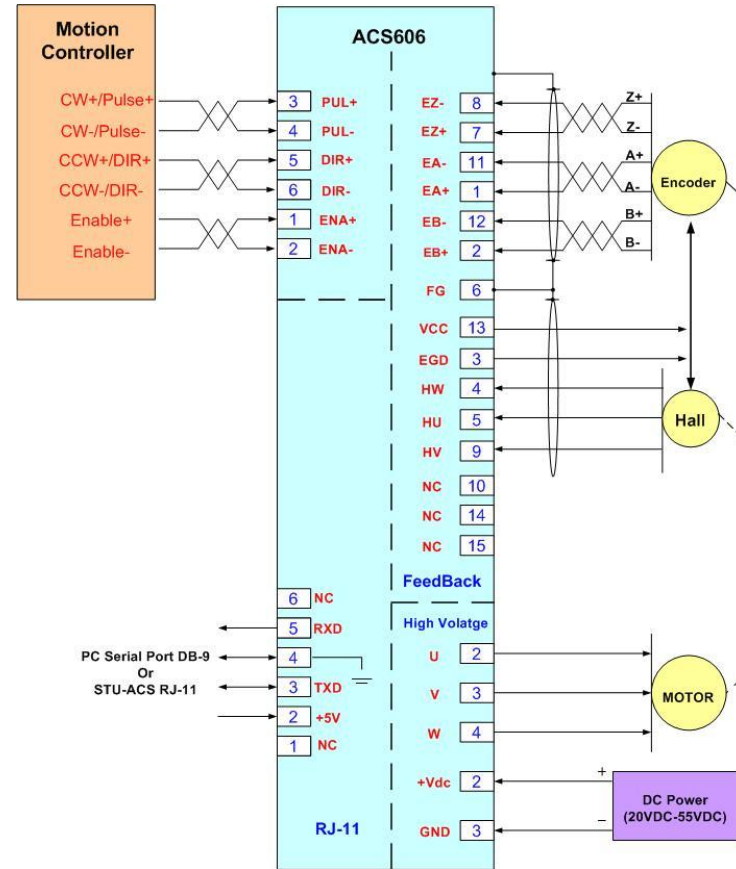 Motion
Controller
CW+/Pulse+
CW-/Pulse-
CCW+/DIR+
CCW-/DIR-
Enable+
Enable-
ACS606
3 PUL+
4 PUL-
5 DIR+
6 DIR-
1 ENA+
2 ENA-
EZ- 8
EZ+ 7
EA- 11
EA+ 1
EB- 12
EB+ 2
FG 6
VCC 13
EGD 3
HW 4
HU 5
HV 9
NC 10
NC 14
NC 15
FeedBack
Z+
Z-
A+
A-
B+
B-
Encoder
Hall
6 NC
5 RXD
4
3 TXD
2 +5V
1 NC
PC Serial Port DB-9
Or
STU-ACS RJ-11
RJ-11
High Volatge
U 2
V 3
W 4
+Vdc 2
GND 3
MOTOR
+
−
DC Power
(20VDC-55VDC)